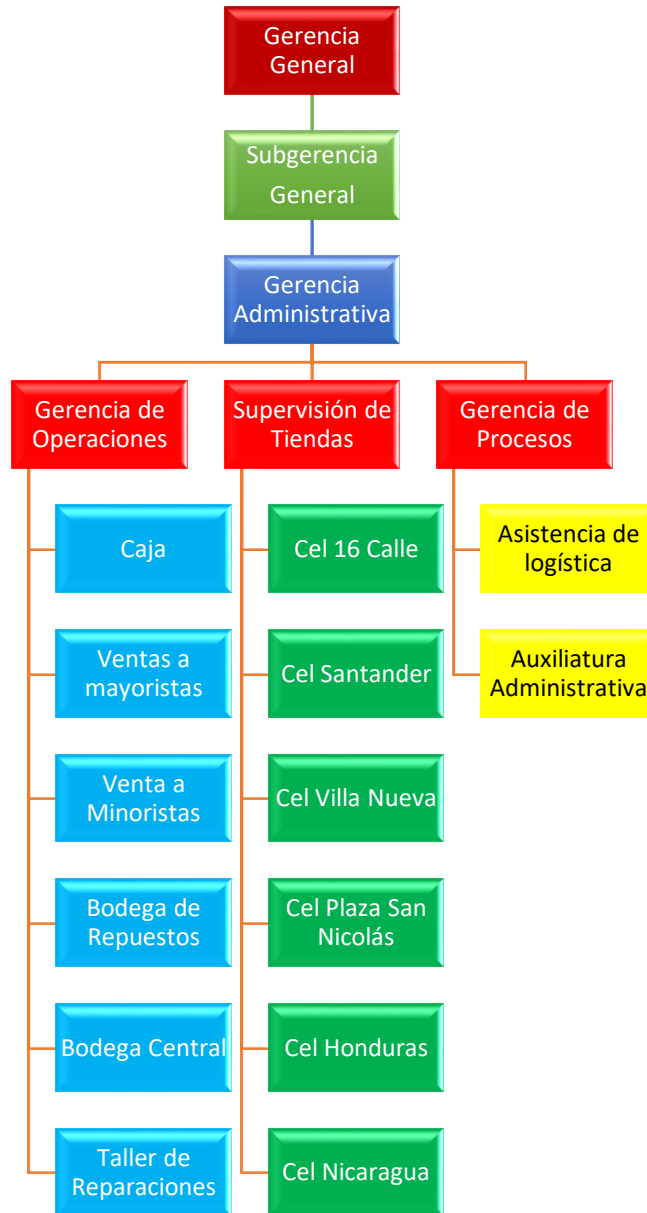 Gerencia
General
Subgerencia
General
Gerencia
Administrativa
Gerencia de
Operaciones
Caja
Ventas a
mayoristas
Venta a
Minoristas
Bodega de
Repuestos
Bodega Central
Taller de
Reparaciones
Supervisión de
Tiendas
Cel 16 Calle
Cel Santander
Cel Villa Nueva
Cel Plaza San
Nicolás
Cel Honduras
Cel Nicaragua
Gerencia de
Procesos
Asistencia de
logística
Auxiliatura
Administrativa